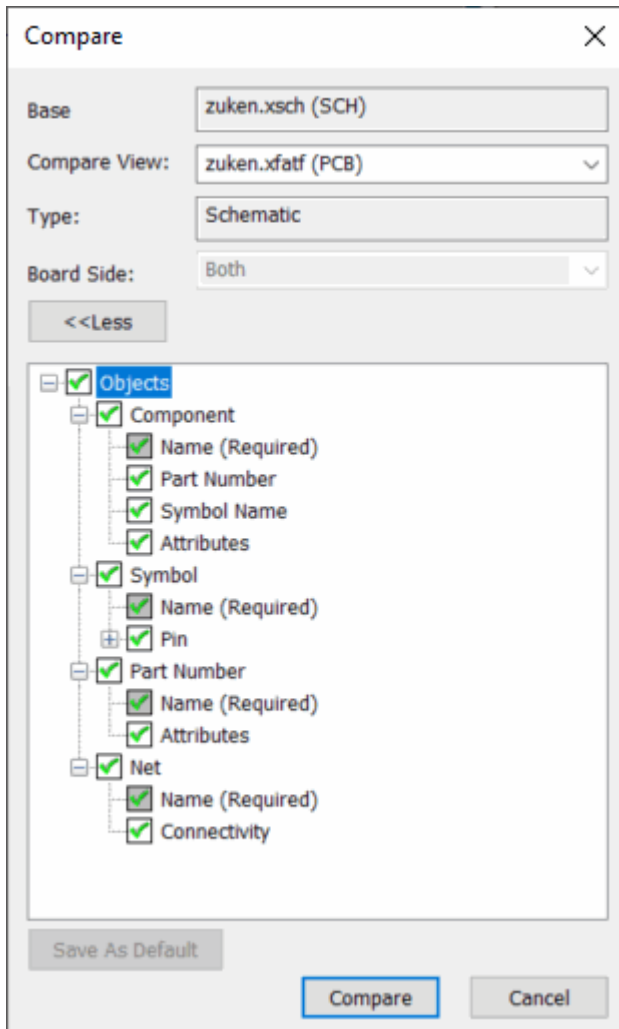 Compare
Base
zuken.xsch (SCH)
Compare View:
zuken.xfatf (PCB)
Type:
Schematic
Board Side:
Both
<<Less
Objects
Component
Name (Required)
Part Number
Symbol Name
Attributes
Symbol
Name (Required)
Pin
Part Number
Name (Required)
Attributes
Net
Name (Required)
Connectivity
Save As Default
Compare
Cancel